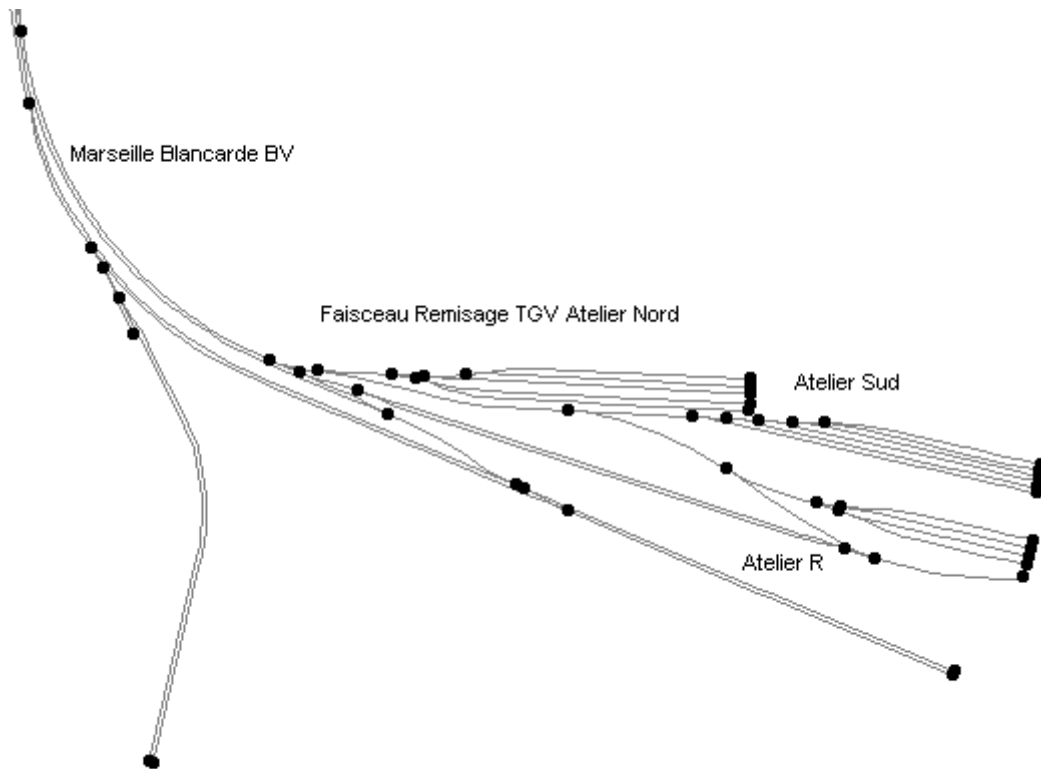 Marseille Blancarde BV
Faisceau Remisage TGV Atelier Nord
Atelier Sud
Atelier R